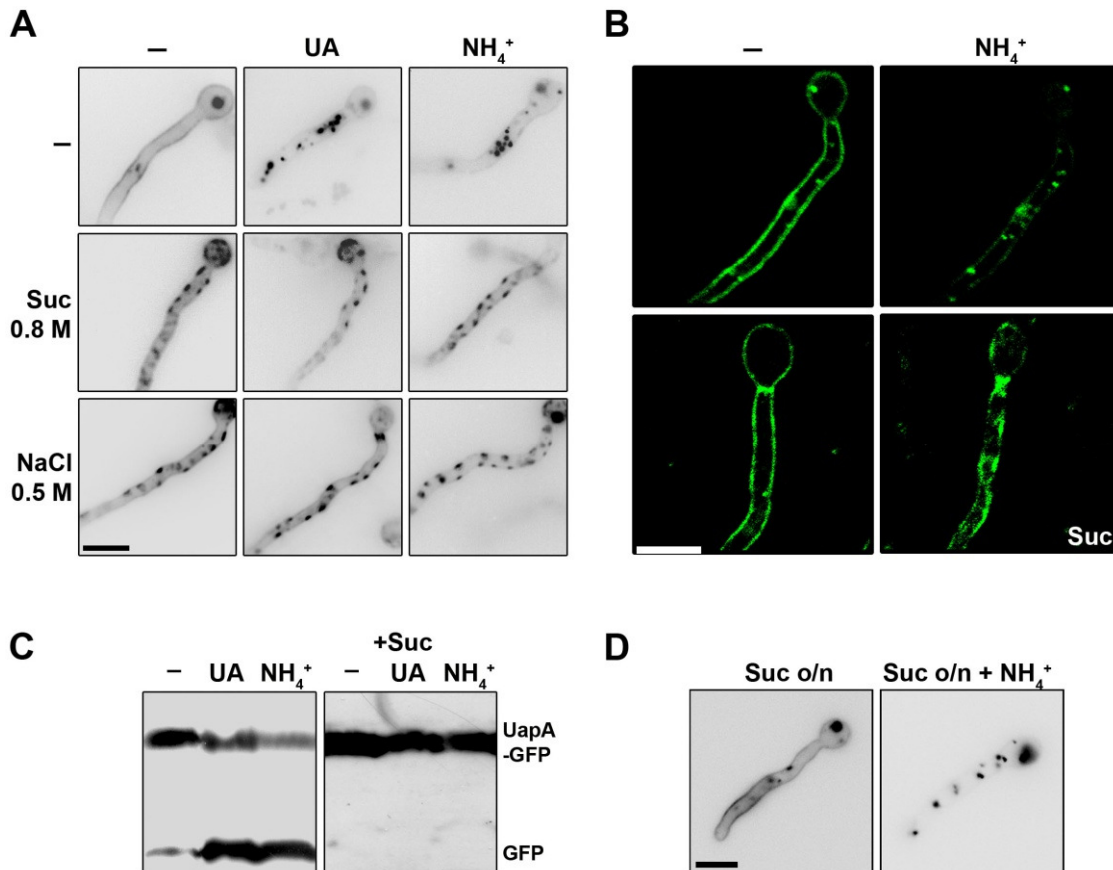 A
– UA NH₄⁺
–
Suc
0.8 M
NaCl
0.5 M
B
– NH₄⁺
Suc
C
+Suc
– UA NH₄⁺ – UA NH₄⁺
UapA
-GFP
GFP
D
Suc o/n Suc o/n + NH₄⁺